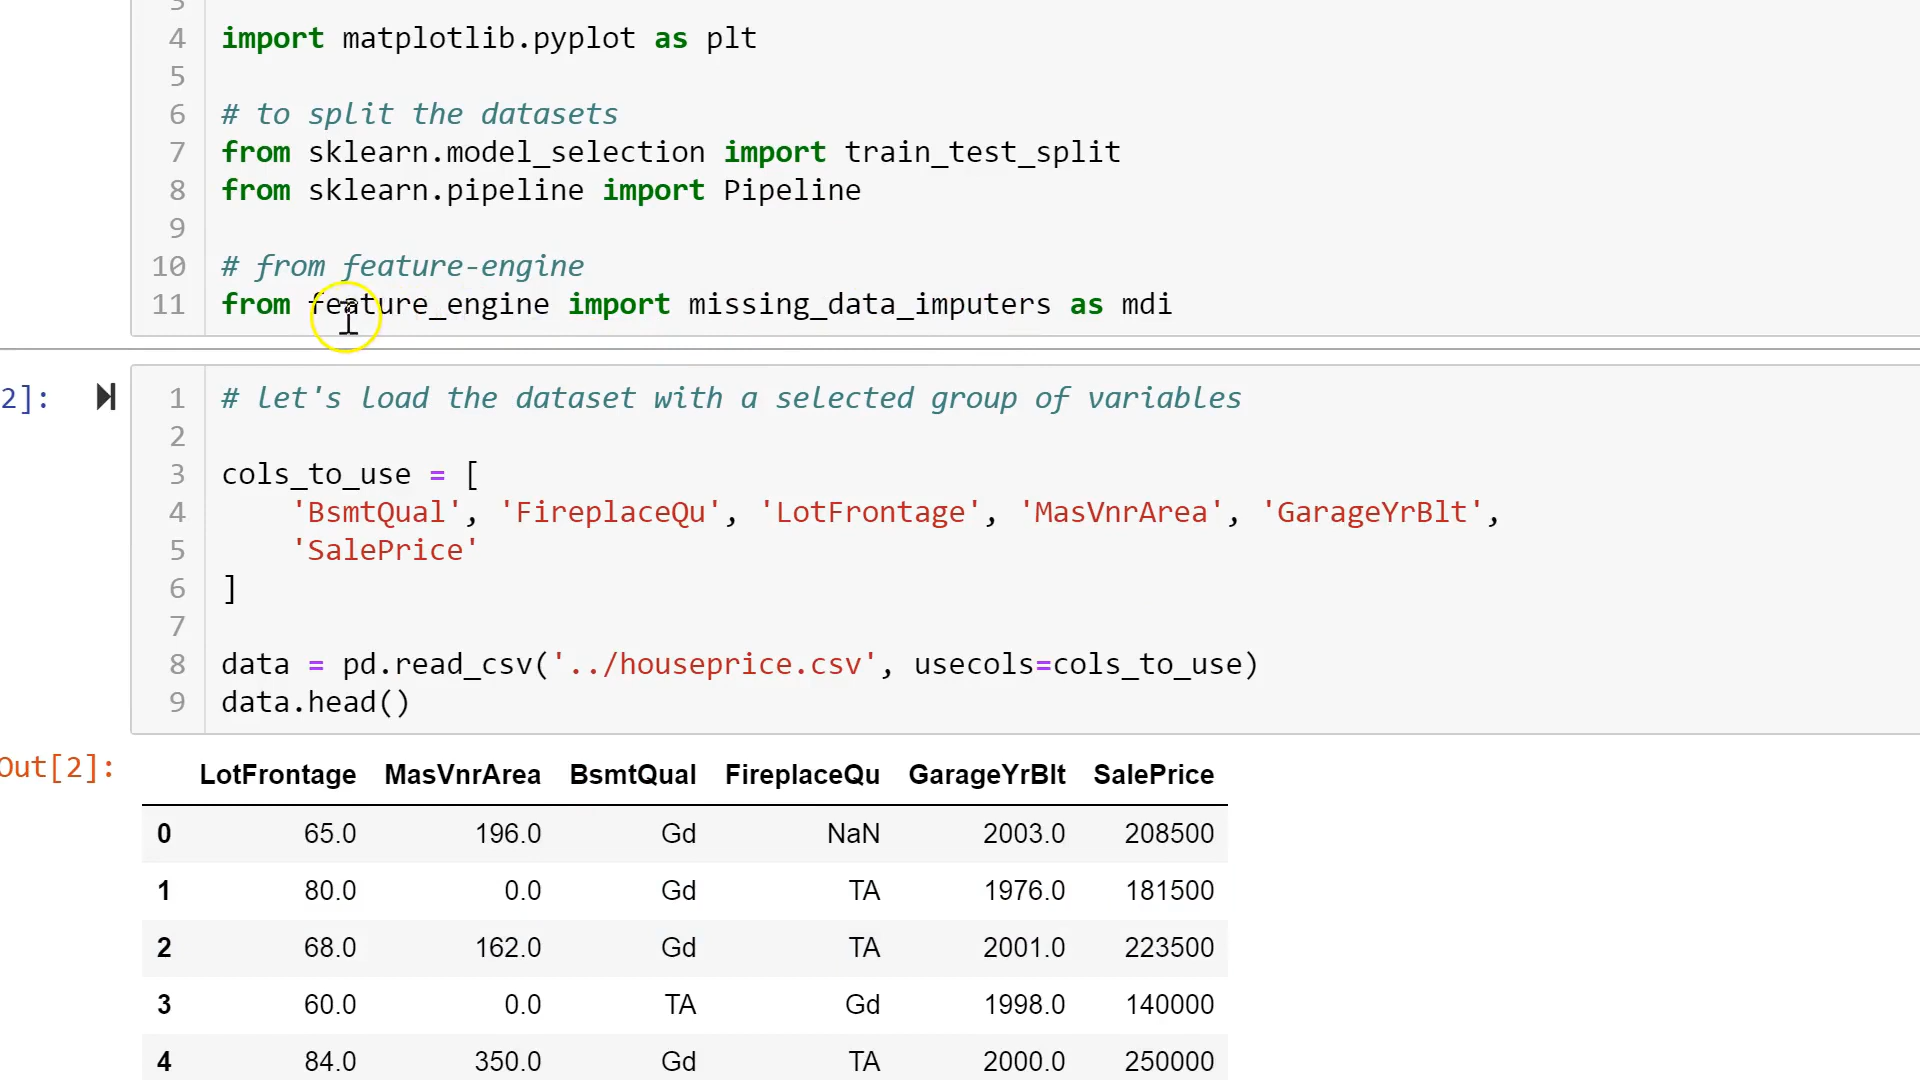 3
4 import matplotlib.pyplot as plt
5
6 # to split the datasets
7 from sklearn.model_selection import train_test_split
8 from sklearn.pipeline import Pipeline
9
10 # from feature-engine
11 from feature_engine import missing_data_imputers as mdi
2]:
1 # let's load the dataset with a selected group of variables
2
3 cols_to_use = [
4 'BsmtQual', 'FireplaceQu', 'LotFrontage', 'MasVnrArea', 'GarageYrBlt',
5 'SalePrice'
6 ]
7
8 data = pd.read_csv('../houseprice.csv', usecols=cols_to_use)
9 data.head()
Out[2]:
LotFrontage MasVnrArea BsmtQual FireplaceQu GarageYrBlt SalePrice
0 65.0 196.0 Gd NaN 2003.0 208500
1 80.0 0.0 Gd TA 1976.0 181500
2 68.0 162.0 Gd TA 2001.0 223500
3 60.0 0.0 TA Gd 1998.0 140000
4 84.0 350.0 Gd TA 2000.0 250000